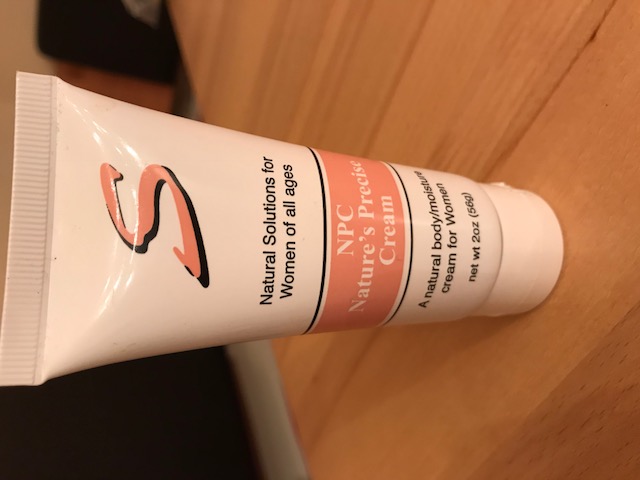 S
Natural Solutions for
Women of all ages
NPC
Nature's Precise
Cream
A natural body/moisture
cream for Women
net wt 2oz (56g)